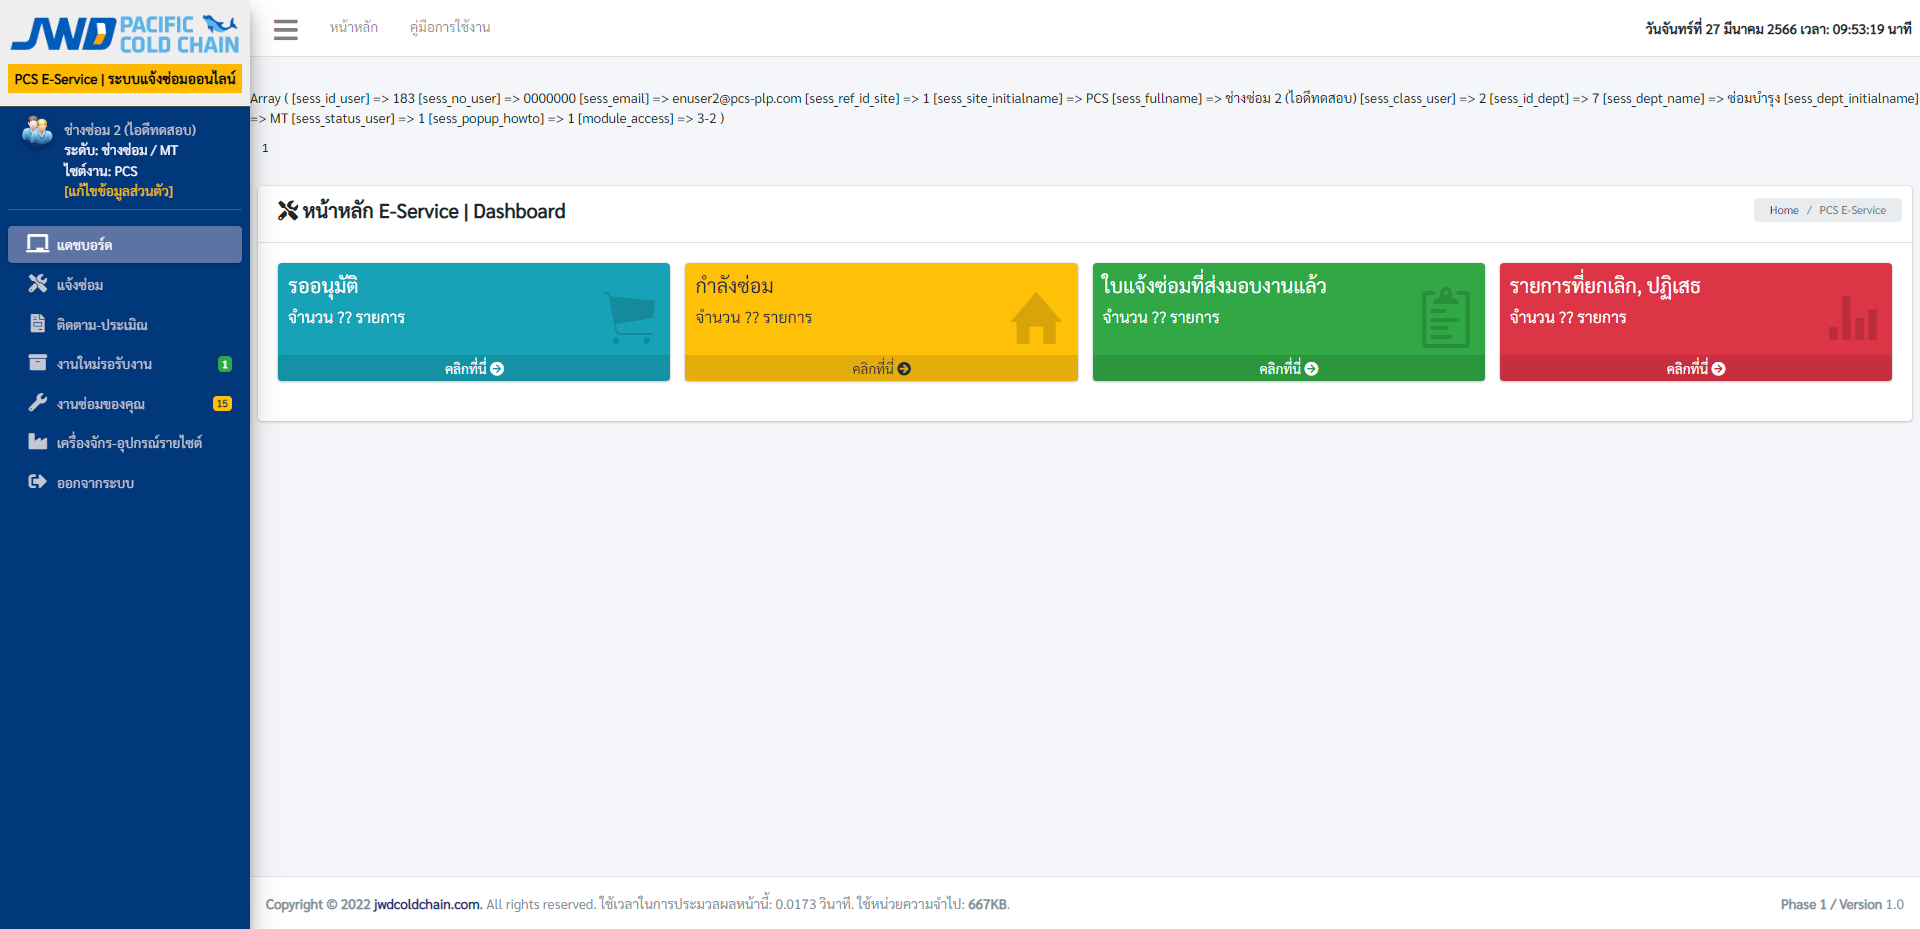 JWD PACIFIC COLD CHAIN
PCS E-Service | ระบบแจ้งซ่อมออนไลน์
ช่างซ่อม 2 (ไอดีทดสอบ)
ระดับ: ช่างซ่อม / MT
ไซต์งาน: PCS
[แก้ไขข้อมูลส่วนตัว]
แดชบอร์ด
แจ้งซ่อม
ติดตาม-ประเมิณ
งานใหม่รอรับงาน 1
งานซ่อมของคุณ 15
เครื่องจักร-อุปกรณ์รายไซต์
ออกจากระบบ
หน้าหลัก คู่มือการใช้งาน วันจันทร์ที่ 27 มีนาคม 2566 เวลา: 09:53:19 นาที
Array ( [sess_id_user] => 183 [sess_no_user] => 0000000 [sess_email] => enuser2@pcs-plp.com [sess_ref_id_site] => 1 [sess_site_initialname] => PCS [sess_fullname] => ช่างซ่อม 2 (ไอดีทดสอบ) [sess_class_user] => 2 [sess_id_dept] => 7 [sess_dept_name] => ซ่อมบำรุง [sess_dept_initialname]
=> MT [sess_status_user] => 1 [sess_popup_howto] => 1 [module_access] => 3-2 )
1
หน้าหลัก E-Service | Dashboard
Home / PCS E-Service
รออนุมัติ
จำนวน ?? รายการ
คลิกที่นี่
กำลังซ่อม
จำนวน ?? รายการ
คลิกที่นี่
ใบแจ้งซ่อมที่ส่งมอบงานแล้ว
จำนวน ?? รายการ
คลิกที่นี่
รายการที่ยกเลิก, ปฏิเสธ
จำนวน ?? รายการ
คลิกที่นี่
Copyright © 2022 jwdcoldchain.com. All rights reserved. ใช้เวลาในการประมวลผลหน้านี้: 0.0173 วินาที. ใช้หน่วยความจำไป: 667KB.
Phase 1 / Version 1.0